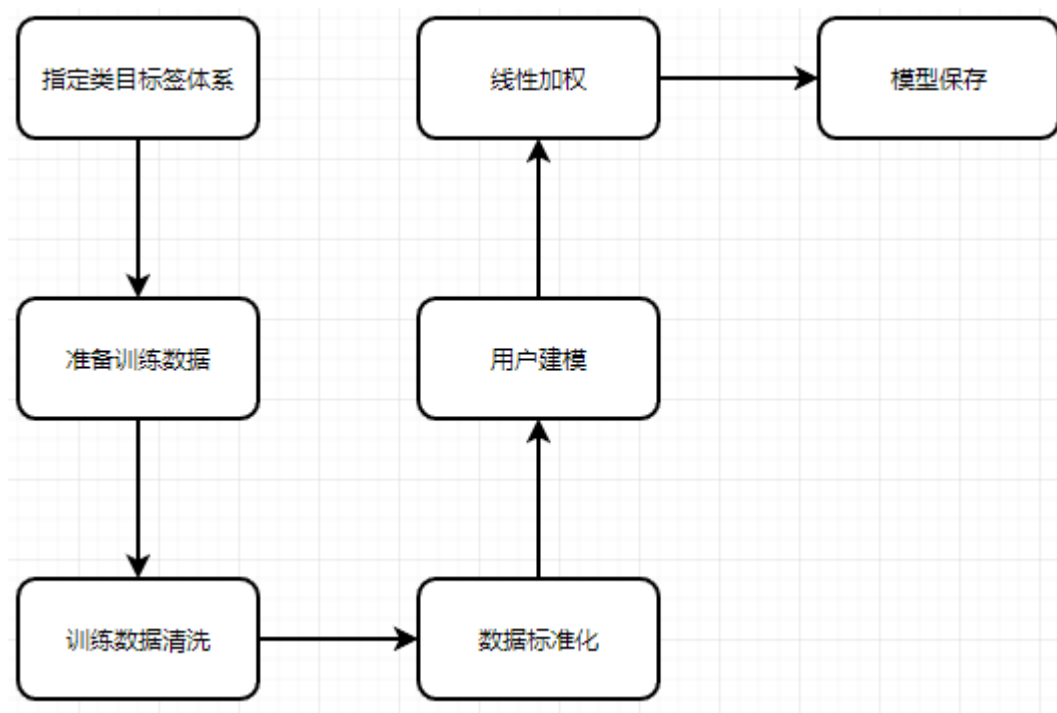 指定类目标签体系
线性加权
模型保存
准备训练数据
用户建模
训练数据清洗
数据标准化